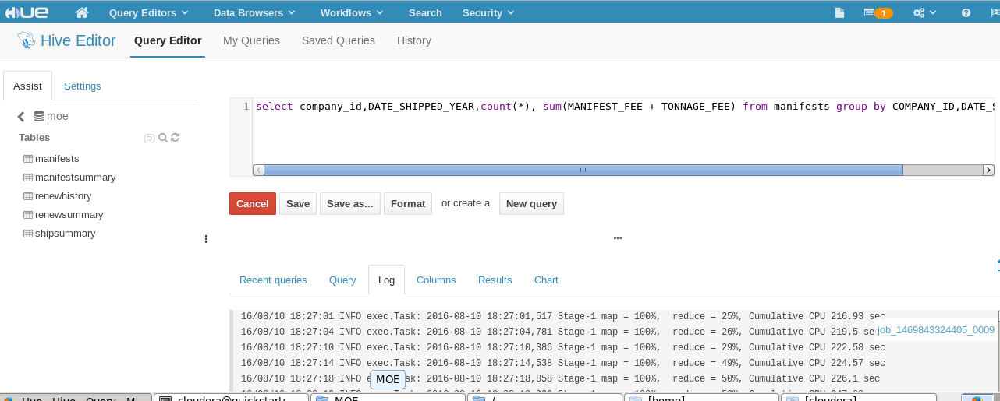 HUE Query Editors Data Browsers Workflows Search Security 1
Hive Editor Query Editor My Queries Saved Queries History
Assist Settings
moe
Tables (5)
manifests
manifestsummary
renewhistory
renewsummary
shipsummary
1 select company_id,DATE_SHIPPED_YEAR,count(*), sum(MANIFEST_FEE + TONNAGE_FEE) from manifests group by COMPANY_ID,DATE_S
Cancel Save Save as... Format or create a New query
Recent queries Query Log Columns Results Chart
16/08/10 18:27:01 INFO exec.Task: 2016-08-10 18:27:01,517 Stage-1 map = 100%, reduce = 25%, Cumulative CPU 216.93 sec
16/08/10 18:27:04 INFO exec.Task: 2016-08-10 18:27:04,781 Stage-1 map = 100%, reduce = 26%, Cumulative CPU 219.5 sec
job_1469843324405_0009
16/08/10 18:27:10 INFO exec.Task: 2016-08-10 18:27:10,386 Stage-1 map = 100%, reduce = 29%, Cumulative CPU 222.58 sec
16/08/10 18:27:14 INFO exec.Task: 2016-08-10 18:27:14,538 Stage-1 map = 100%, reduce = 49%, Cumulative CPU 224.57 sec
16/08/10 18:27:18 INFO e Task: 2016-08-10 18:27:18,858 Stage-1 map = 100%, reduce = 50%, Cumulative CPU 226.1 sec
MOE
Hue - Hive - Query - M cloudera@quickstart: MOE / [home] [cloudera]